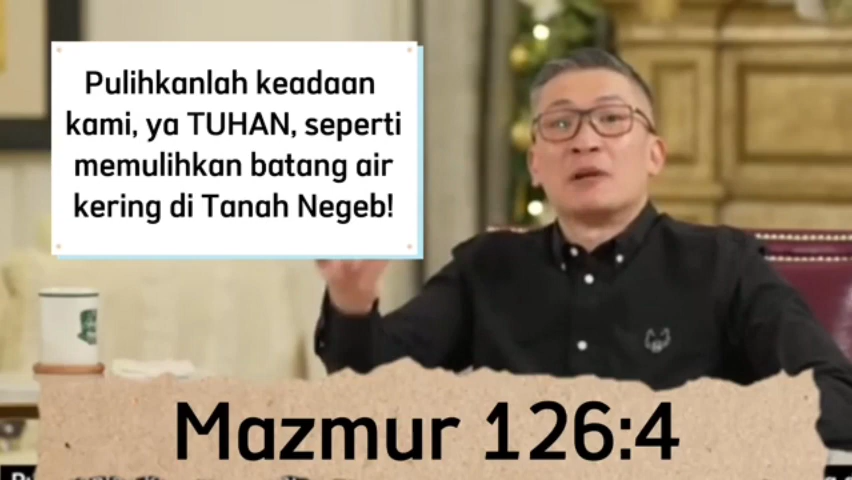 Pulihkanlah keadaan
kami, ya TUHAN, seperti
memulihkan batang air
kering di Tanah Negeb!
Mazmur 126:4